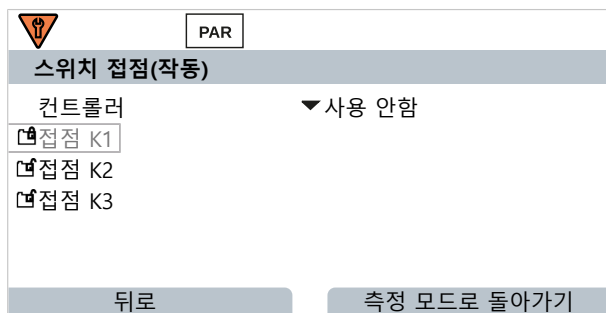 PAR
스위치 접점(작동)
컨트롤러 사용 안함
접점 K1
접점 K2
접점 K3
뒤로 측정 모드로 돌아가기